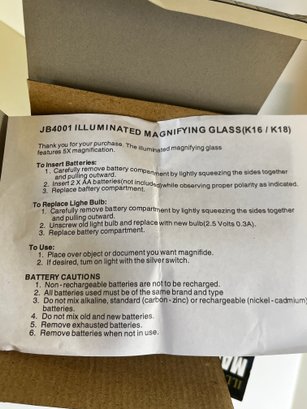 JB4001 ILLUMINATED MAGNIFYING GLASS(K16 / K18)
Thank you for your purchase. The illuminated magnifying glass
features 5X magnification.
To Insert Batteries:
1. Carefully remove battery compartment by lightly squeezing the sides together
and pulling outward.
2. Insert 2 X AA batteries(not included)while observing proper polarity as indicated.
3. Replace battery compartment.
To Replace Lighe Bulb:
1. Carefully remove battery compartment by lightly squeezing the sides together
and pulling outward.
2. Unscrew old light bulb and replace with new bulb(2.5 Volts 0.3A).
3. Replace battery compartment.
To Use:
1. Place over object or document you want magnifide.
2. If desired, turn on light with the silver switch.
BATTERY CAUTIONS
1. Non-rechargeable batteries are not to be recharged.
2. All batteries used must be of the same brand and type
3. Do not mix alkaline, standard (carbon-zinc) or rechargeable (nickel-cadmium)
batteries.
4. Do not mix old and new batteries.
5. Remove exhausted batteries.
6. Remove batteries when not in use.